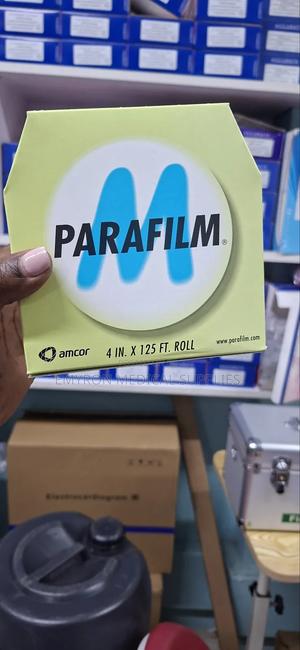 M
PARAFILM®
amcor
4 IN. X 125 FT. ROLL
www.parafilm.com
EMYRON MEDICAL SUPPLIES
Electrocardiogram